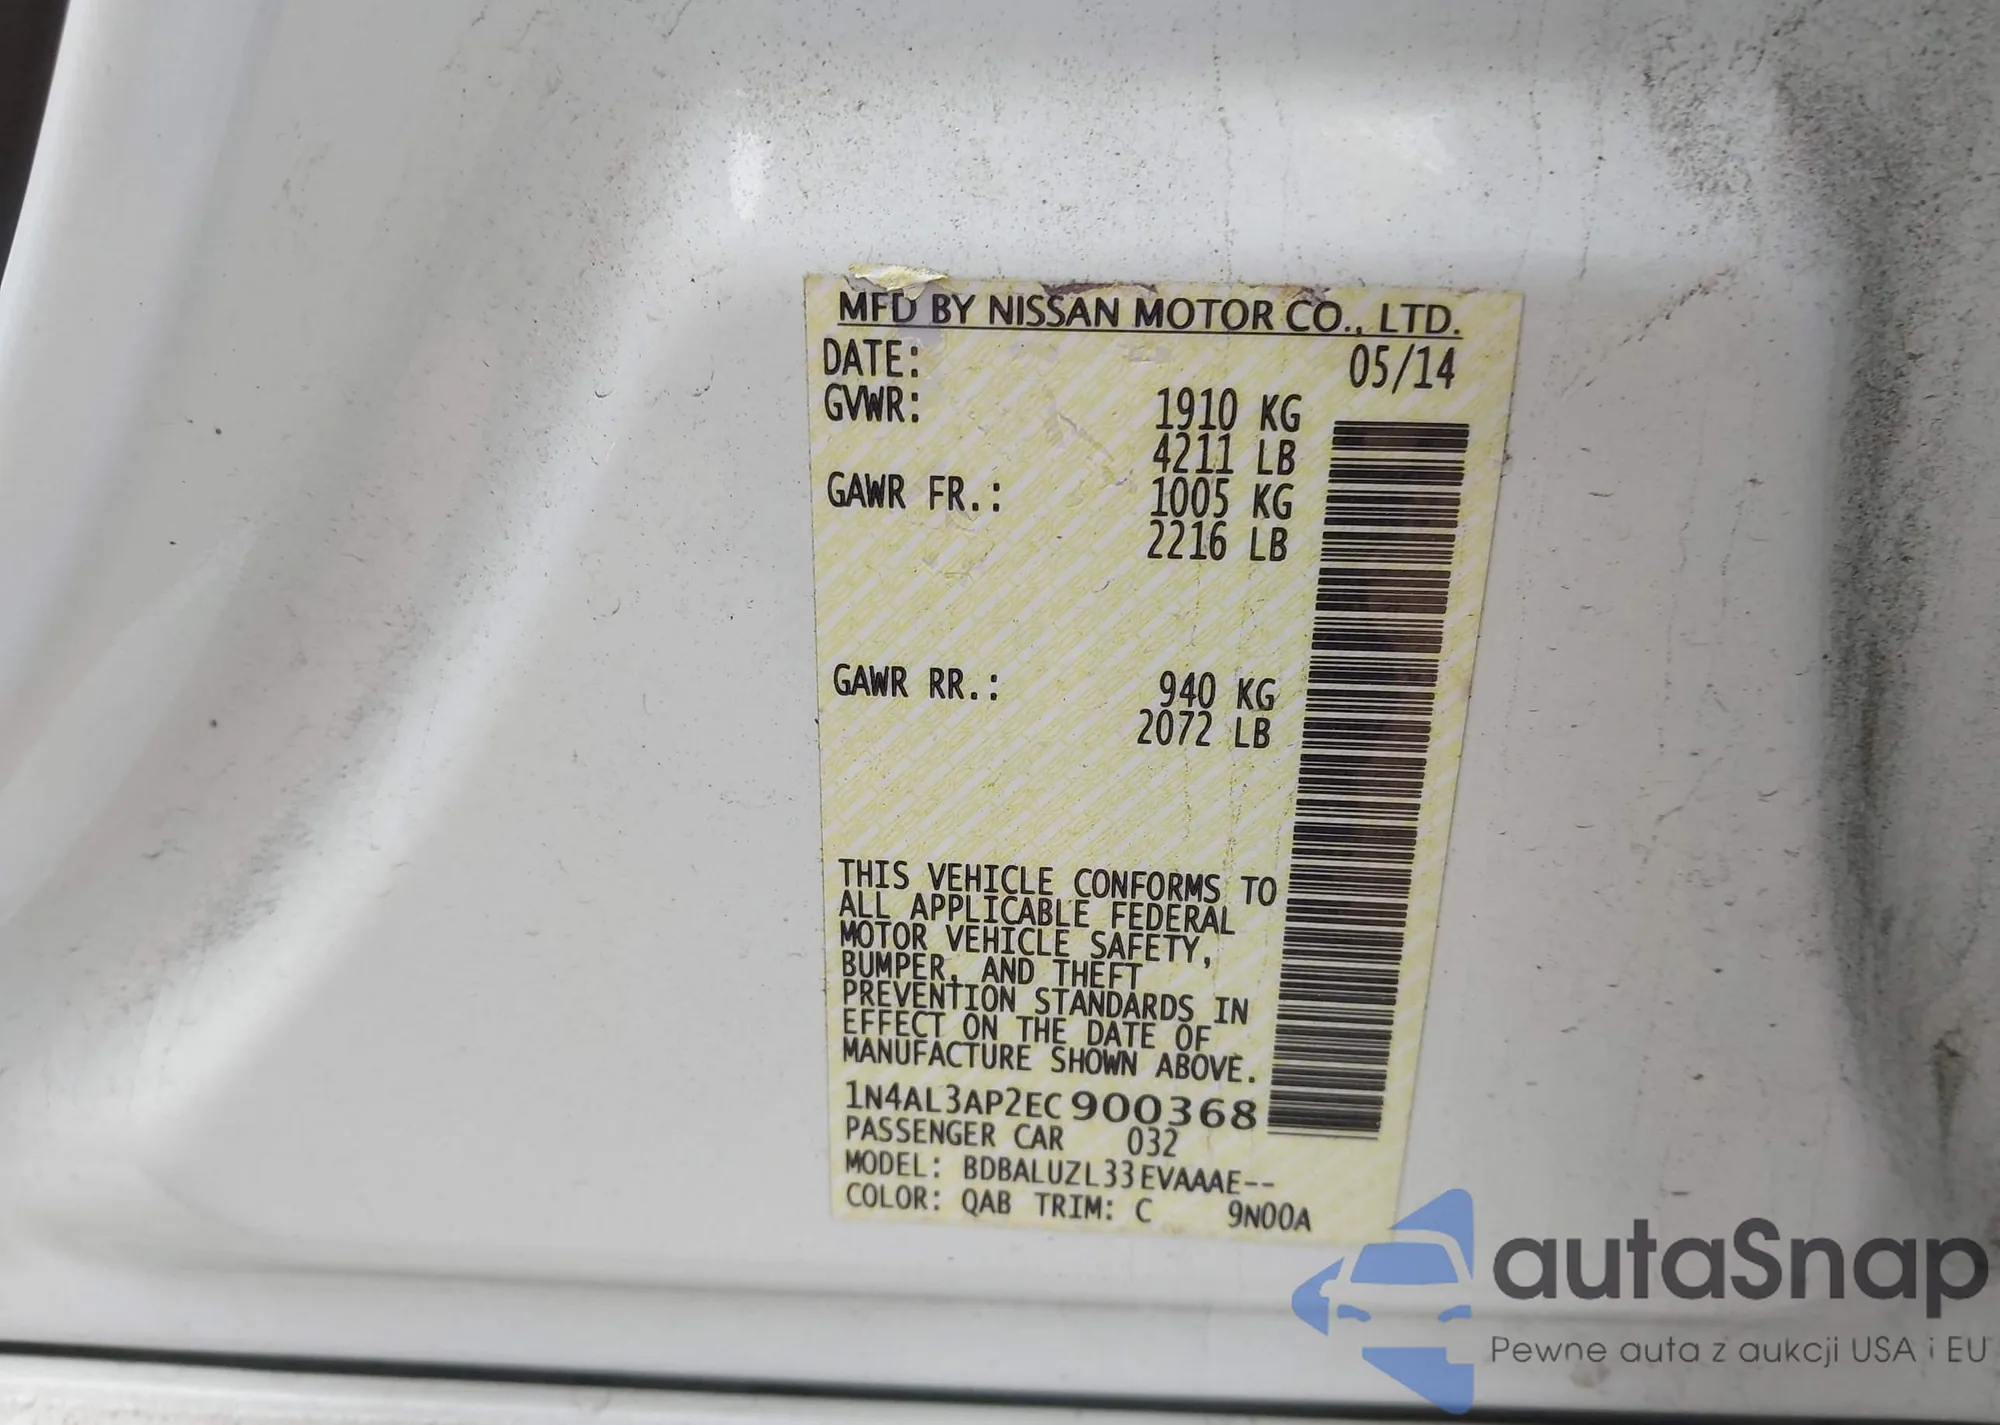 MFD BY NISSAN MOTOR CO., LTD.
DATE: 05/14
GVWR: 1910 KG
4211 LB
GAWR FR.: 1005 KG
2216 LB
GAWR RR.: 940 KG
2072 LB
THIS VEHICLE CONFORMS TO
ALL APPLICABLE FEDERAL
MOTOR VEHICLE SAFETY,
BUMPER, AND THEFT
PREVENTION STANDARDS IN
EFFECT ON THE DATE OF
MANUFACTURE SHOWN ABOVE.
1N4AL3AP2EC900368
PASSENGER CAR 032
MODEL: BDBALUZL33EVAAAE--
COLOR: QAB TRIM: C 9N00A
autaSnap
Pewne auta z aukcji USA i EU